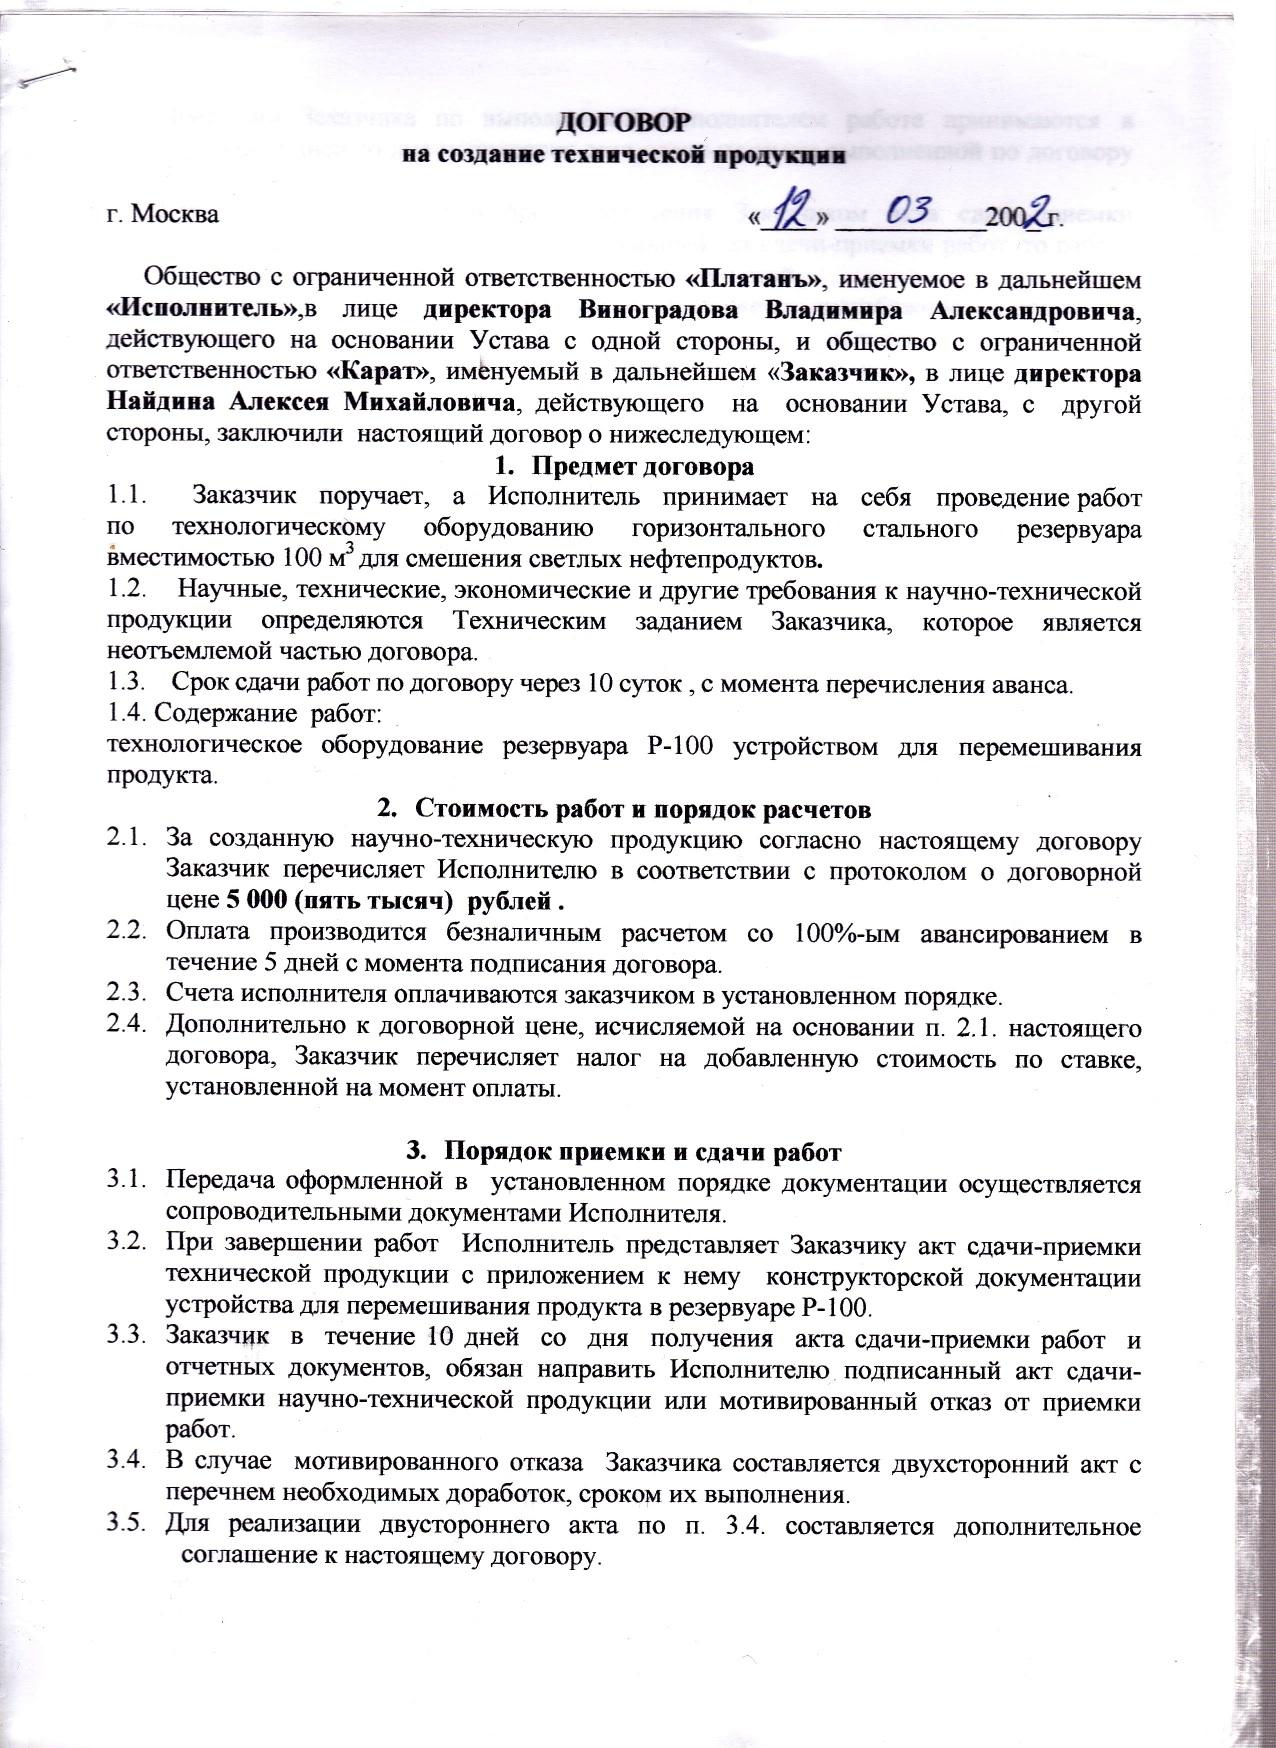 ДОГОВОР
на создание технической продукции
г. Москва «12» 03 2002 г.
Общество с ограниченной ответственностью «Платанъ», именуемое в дальнейшем
«Исполнитель»,в лице директора Виноградова Владимира Александровича,
действующего на основании Устава с одной стороны, и общество с ограниченной
ответственностью «Карат», именуемый в дальнейшем «Заказчик», в лице директора
Найдина Алексея Михайловича, действующего на основании Устава, с другой
стороны, заключили настоящий договор о нижеследующем:
1. Предмет договора
1.1. Заказчик поручает, а Исполнитель принимает на себя проведение работ
по технологическому оборудованию горизонтального стального резервуара
вместимостью 100 м³ для смешения светлых нефтепродуктов.
1.2. Научные, технические, экономические и другие требования к научно-технической
продукции определяются Техническим заданием Заказчика, которое является
неотъемлемой частью договора.
1.3. Срок сдачи работ по договору через 10 суток , с момента перечисления аванса.
1.4. Содержание работ:
технологическое оборудование резервуара Р-100 устройством для перемешивания
продукта.
2. Стоимость работ и порядок расчетов
2.1. За созданную научно-техническую продукцию согласно настоящему договору
Заказчик перечисляет Исполнителю в соответствии с протоколом о договорной
цене 5 000 (пять тысяч) рублей .
2.2. Оплата производится безналичным расчетом со 100%-ым авансированием в
течение 5 дней с момента подписания договора.
2.3. Счета исполнителя оплачиваются заказчиком в установленном порядке.
2.4. Дополнительно к договорной цене, исчисляемой на основании п. 2.1. настоящего
договора, Заказчик перечисляет налог на добавленную стоимость по ставке,
установленной на момент оплаты.
3. Порядок приемки и сдачи работ
3.1. Передача оформленной в установленном порядке документации осуществляется
сопроводительными документами Исполнителя.
3.2. При завершении работ Исполнитель представляет Заказчику акт сдачи-приемки
технической продукции с приложением к нему конструкторской документации
устройства для перемешивания продукта в резервуаре Р-100.
3.3. Заказчик в течение 10 дней со дня получения акта сдачи-приемки работ и
отчетных документов, обязан направить Исполнителю подписанный акт сдачи-
приемки научно-технической продукции или мотивированный отказ от приемки
работ.
3.4. В случае мотивированного отказа Заказчика составляется двухсторонний акт с
перечнем необходимых доработок, сроком их выполнения.
3.5. Для реализации двустороннего акта по п. 3.4. составляется дополнительное
соглашение к настоящему договору.